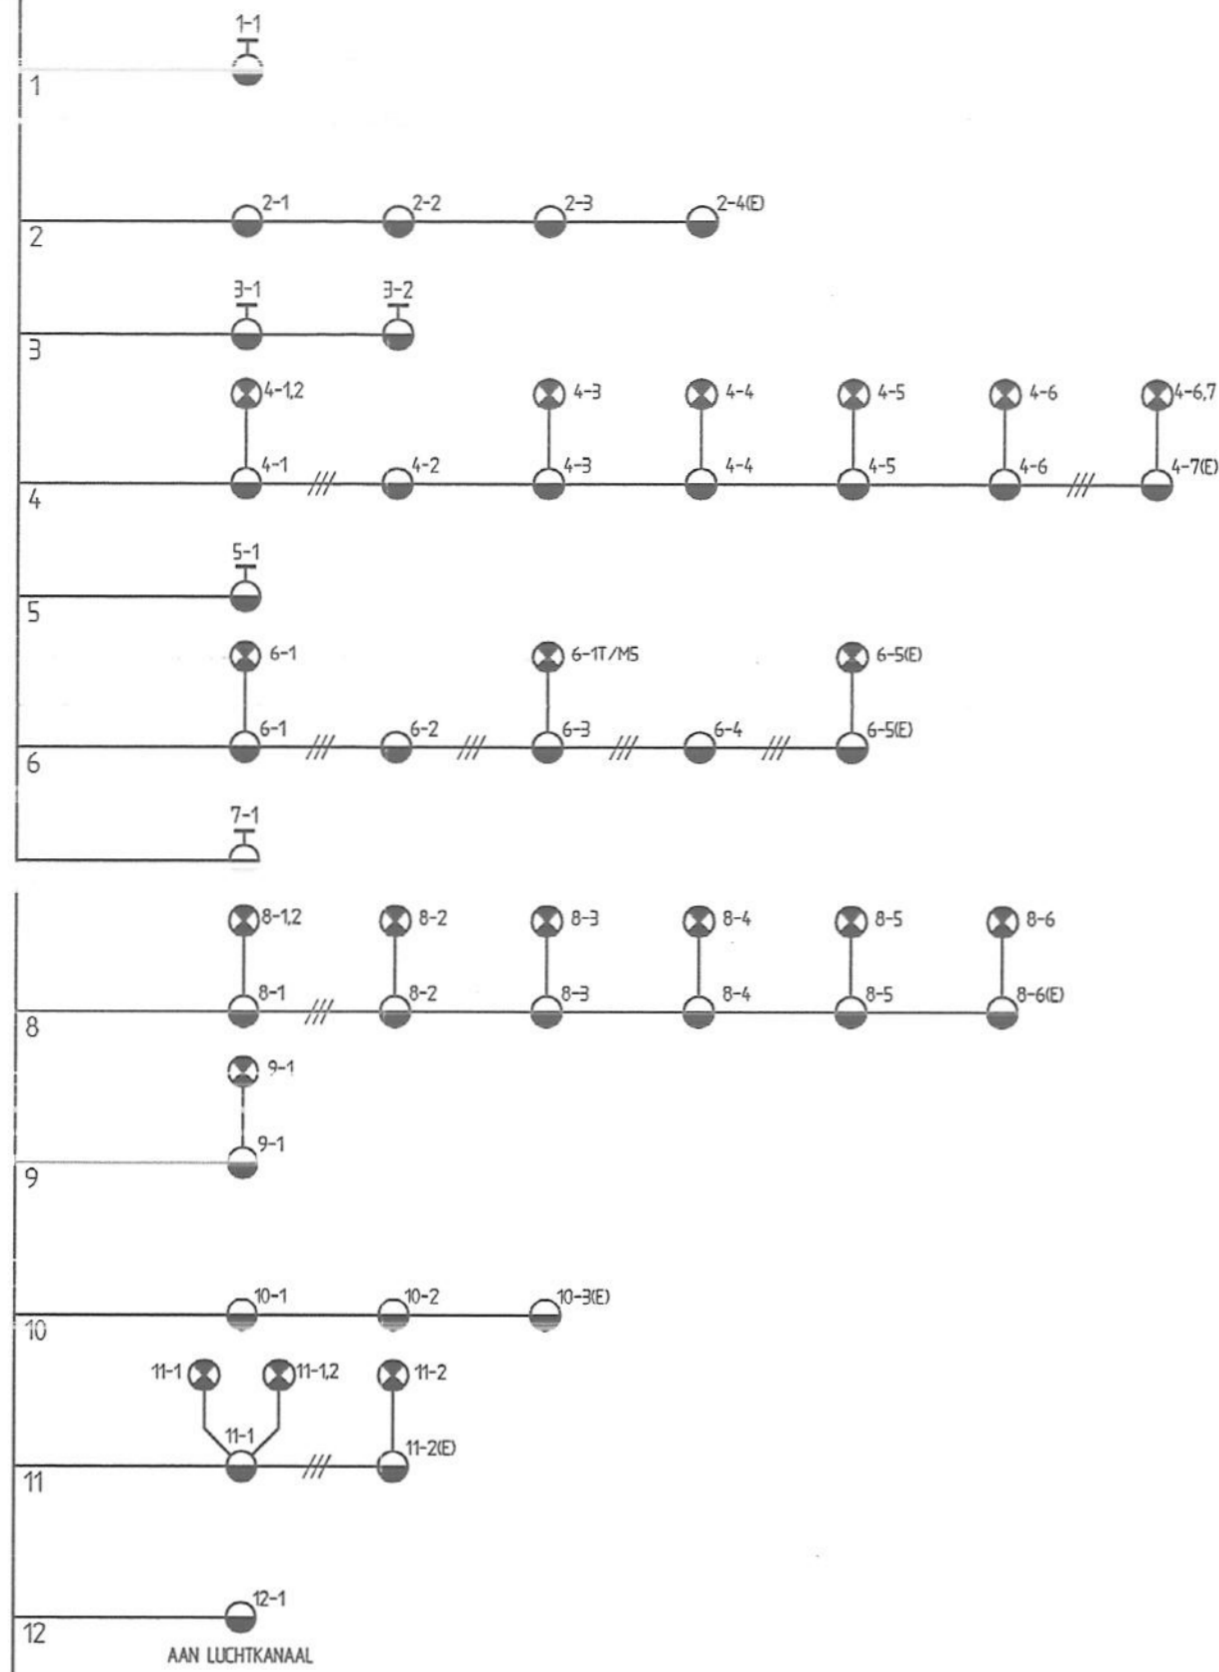 1-1
1
2-1 2-2 2-3 2-4(E)
2
3-1 3-2
3
4-1,2 4-3 4-4 4-5 4-6 4-6,7
4-1 4-2 4-3 4-4 4-5 4-6 4-7(E)
4
5-1
5
6-1 6-1T/M5 6-5(E)
6-1 6-2 6-3 6-4 6-5(E)
6
7-1
8-1,2 8-2 8-3 8-4 8-5 8-6
8-1 8-2 8-3 8-4 8-5 8-6(E)
8
9-1
9-1
9
10-1 10-2 10-3(E)
10
11-1 11-1,2 11-2
11-1 11-2(E)
11
12-1
12
AAN LUCHTKANAAL